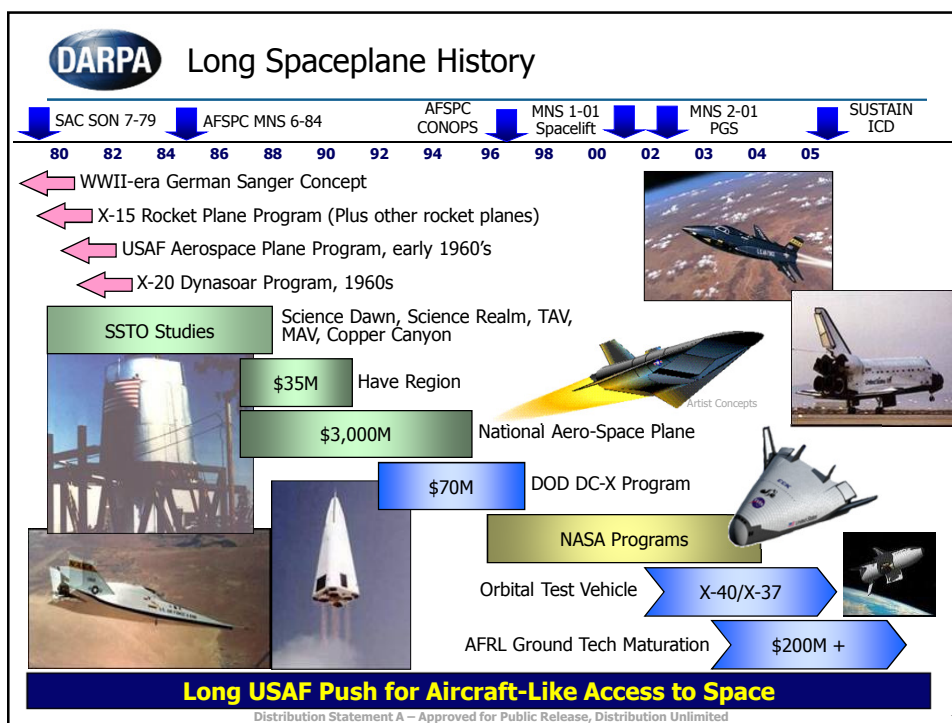 DARPA
Long Spaceplane History
SAC SON 7-79
AFSPC MNS 6-84
AFSPC
CONOPS
MNS 1-01
Spacelift
MNS 2-01
PGS
SUSTAIN
ICD
80 82 84 86 88 90 92 94 96 98 00 02 03 04 05
WWII-era German Sanger Concept
X-15 Rocket Plane Program (Plus other rocket planes)
USAF Aerospace Plane Program, early 1960's
X-20 Dynasoar Program, 1960s
SSTO Studies
Science Dawn, Science Realm, TAV,
MAV, Copper Canyon
$35M
Have Region
Artist Concepts
$3,000M
National Aero-Space Plane
$70M
DOD DC-X Program
NASA Programs
Orbital Test Vehicle
X-40/X-37
AFRL Ground Tech Maturation
$200M +
Long USAF Push for Aircraft-Like Access to Space
Distribution Statement A – Approved for Public Release, Distribution Unlimited